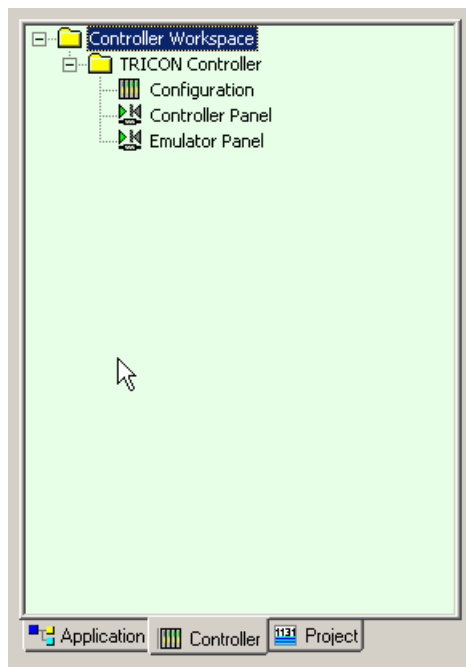 Controller Workspace
TRICON Controller
Configuration
Controller Panel
Emulator Panel
Application Controller 1131 Project